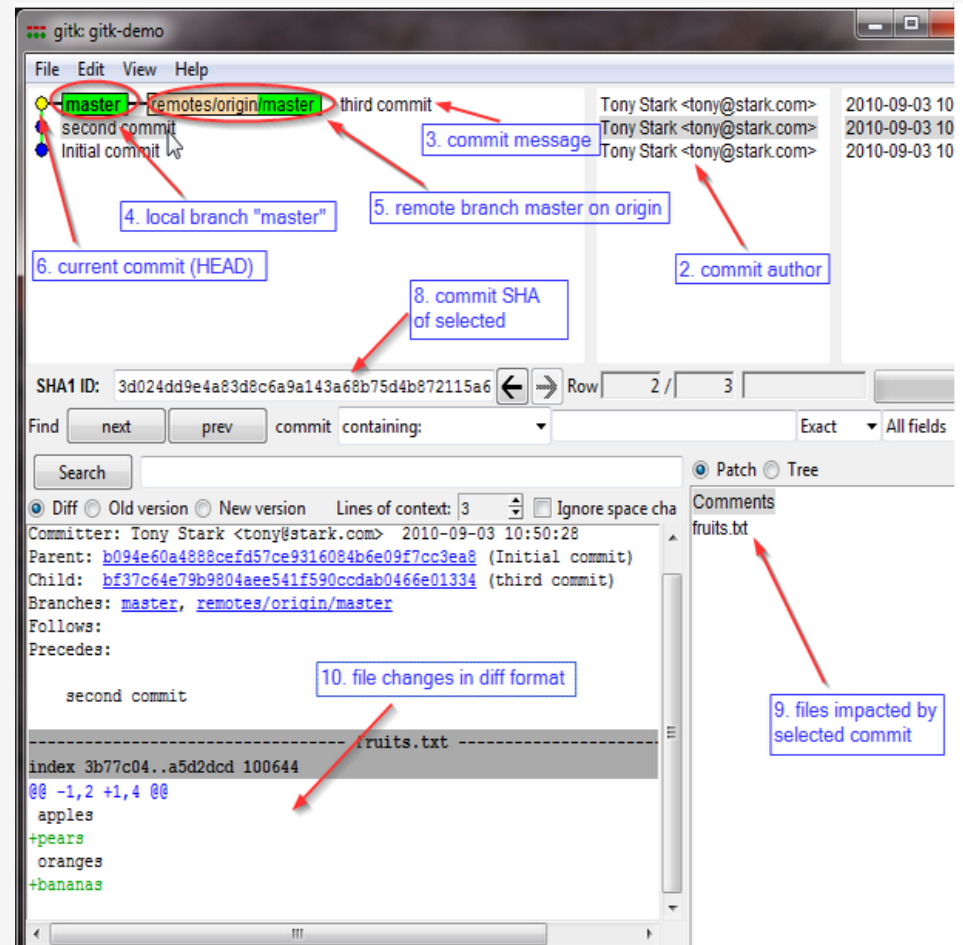 gitk: gitk-demo
File Edit View Help
master remotes/origin/master third commit Tony Stark <tony@stark.com> 2010-09-03 10
second commit Tony Stark <tony@stark.com> 2010-09-03 10
Initial commit Tony Stark <tony@stark.com> 2010-09-03 10
3. commit message
4. local branch "master"
5. remote branch master on origin
6. current commit (HEAD)
2. commit author
8. commit SHA
of selected
SHA1 ID: 3d024dd9e4a83d8c6a9a143a68b75d4b872115a6 Row 2 / 3
Find next prev commit containing: Exact All fields
Search
Patch Tree
Diff Old version New version Lines of context: 3 Ignore space cha
Comments
fruits.txt
Committer: Tony Stark <tony@stark.com> 2010-09-03 10:50:28
Parent: b094e60a4888cefd57ce9316084b6e09f7cc3ea8 (Initial commit)
Child: bf37c64e79b9804aee541f590ccdab0466e01334 (third commit)
Branches: master, remotes/origin/master
Follows:
Precedes:
10. file changes in diff format
second commit
9. files impacted by
selected commit
-------------------------------- fruits.txt --------------------
index 3b77c04..a5d2dcd 100644
@@ -1,2 +1,4 @@
apples
+pears
oranges
+bananas